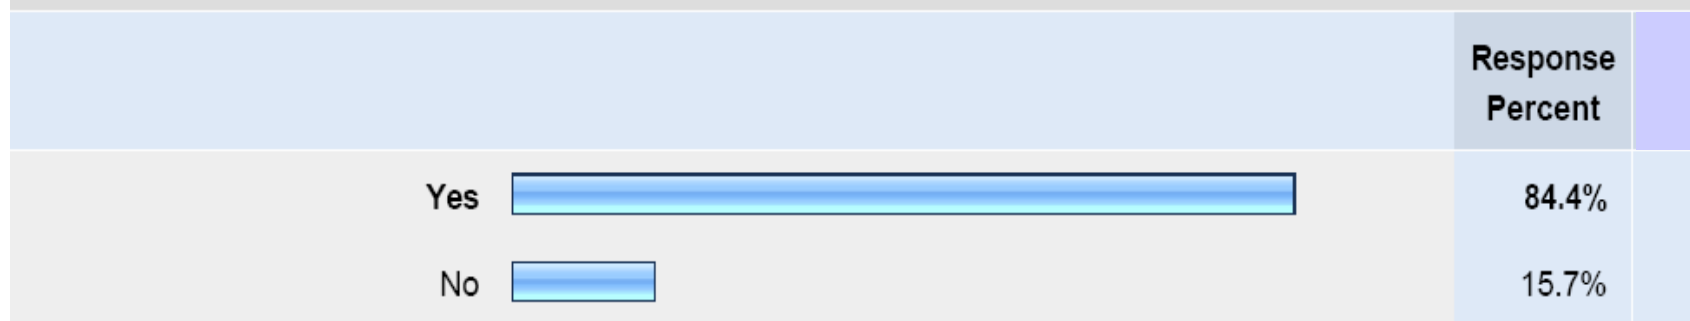 Response
Percent
Yes 84.4%
No 15.7%